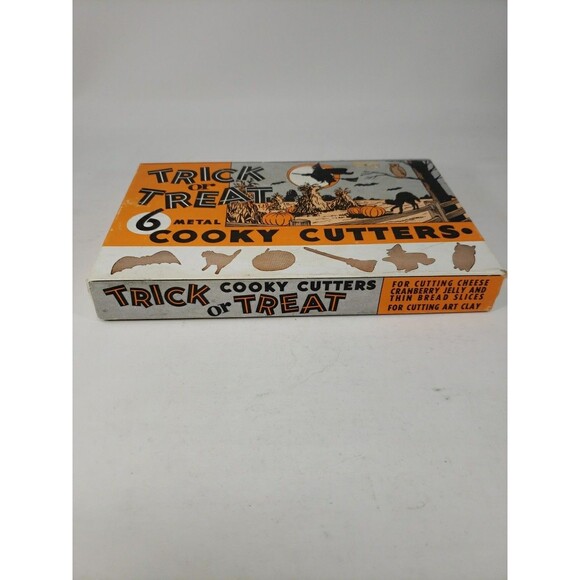 TRICK
or
TREAT
6 METAL
COOKY CUTTERS
TRICK or TREAT
COOKY CUTTERS
FOR CUTTING CHEESE
CRANBERRY JELLY AND
THIN BREAD SLICES
FOR CUTTING ART CLAY